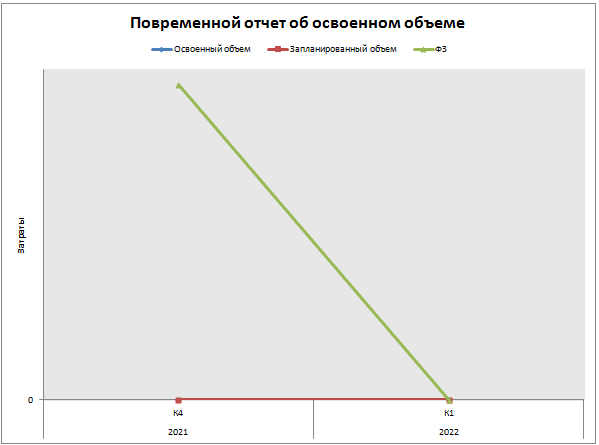 Повременной отчет об освоенном объеме
Освоенный объем Запланированный объем ФЗ
Затраты
0
К4 К1
2021 2022